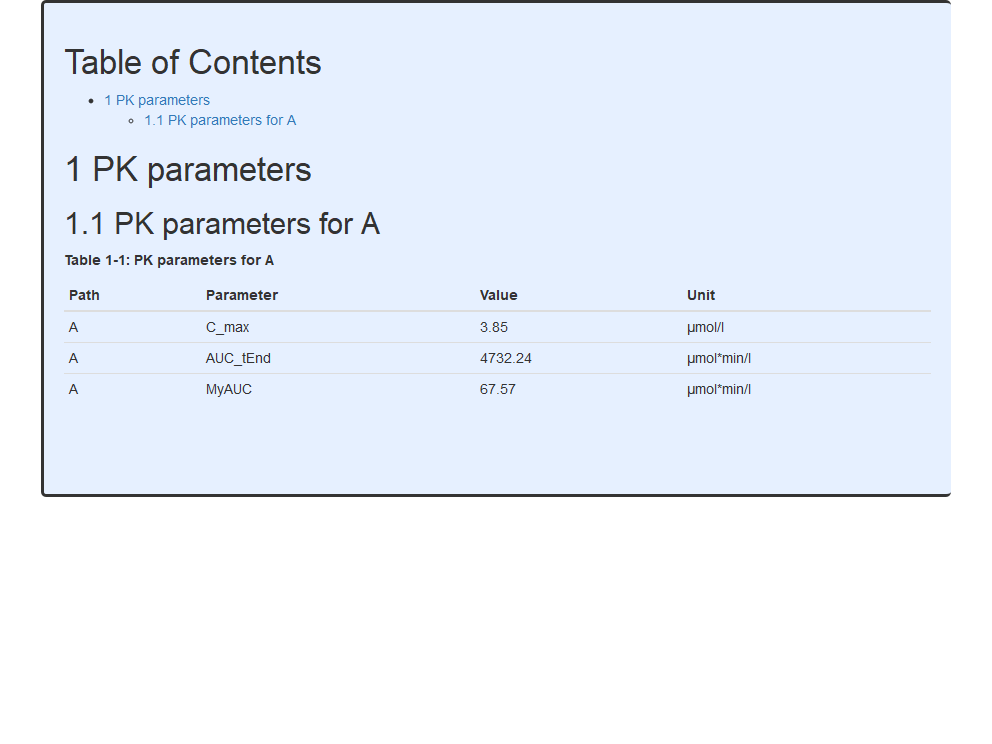 Table of Contents
1 PK parameters
1.1 PK parameters for A
1 PK parameters
1.1 PK parameters for A
Table 1-1: PK parameters for A
Path Parameter Value Unit
A C_max 3.85 µmol/l
A AUC_tEnd 4732.24 µmol*min/l
A MyAUC 67.57 µmol*min/l